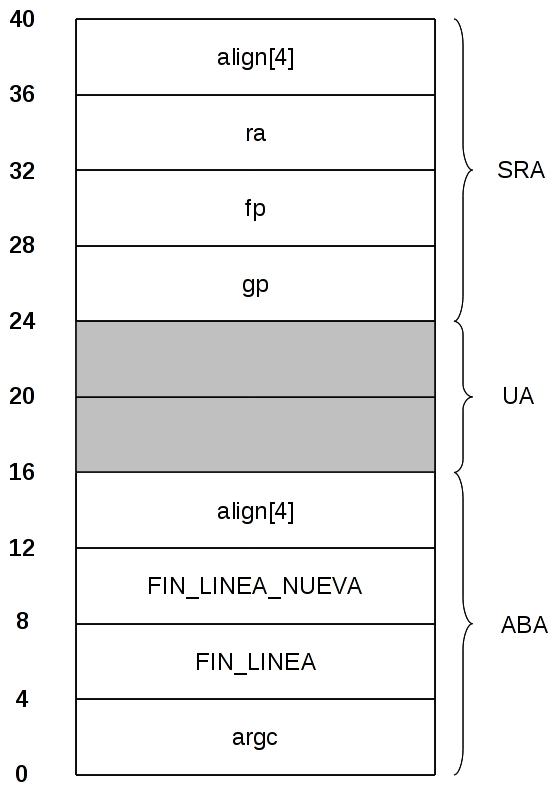 40
align[4]
36
ra
32
SRA
fp
28
gp
24
20
UA
16
align[4]
12
FIN_LINEA_NUEVA
8
ABA
FIN_LINEA
4
argc
0